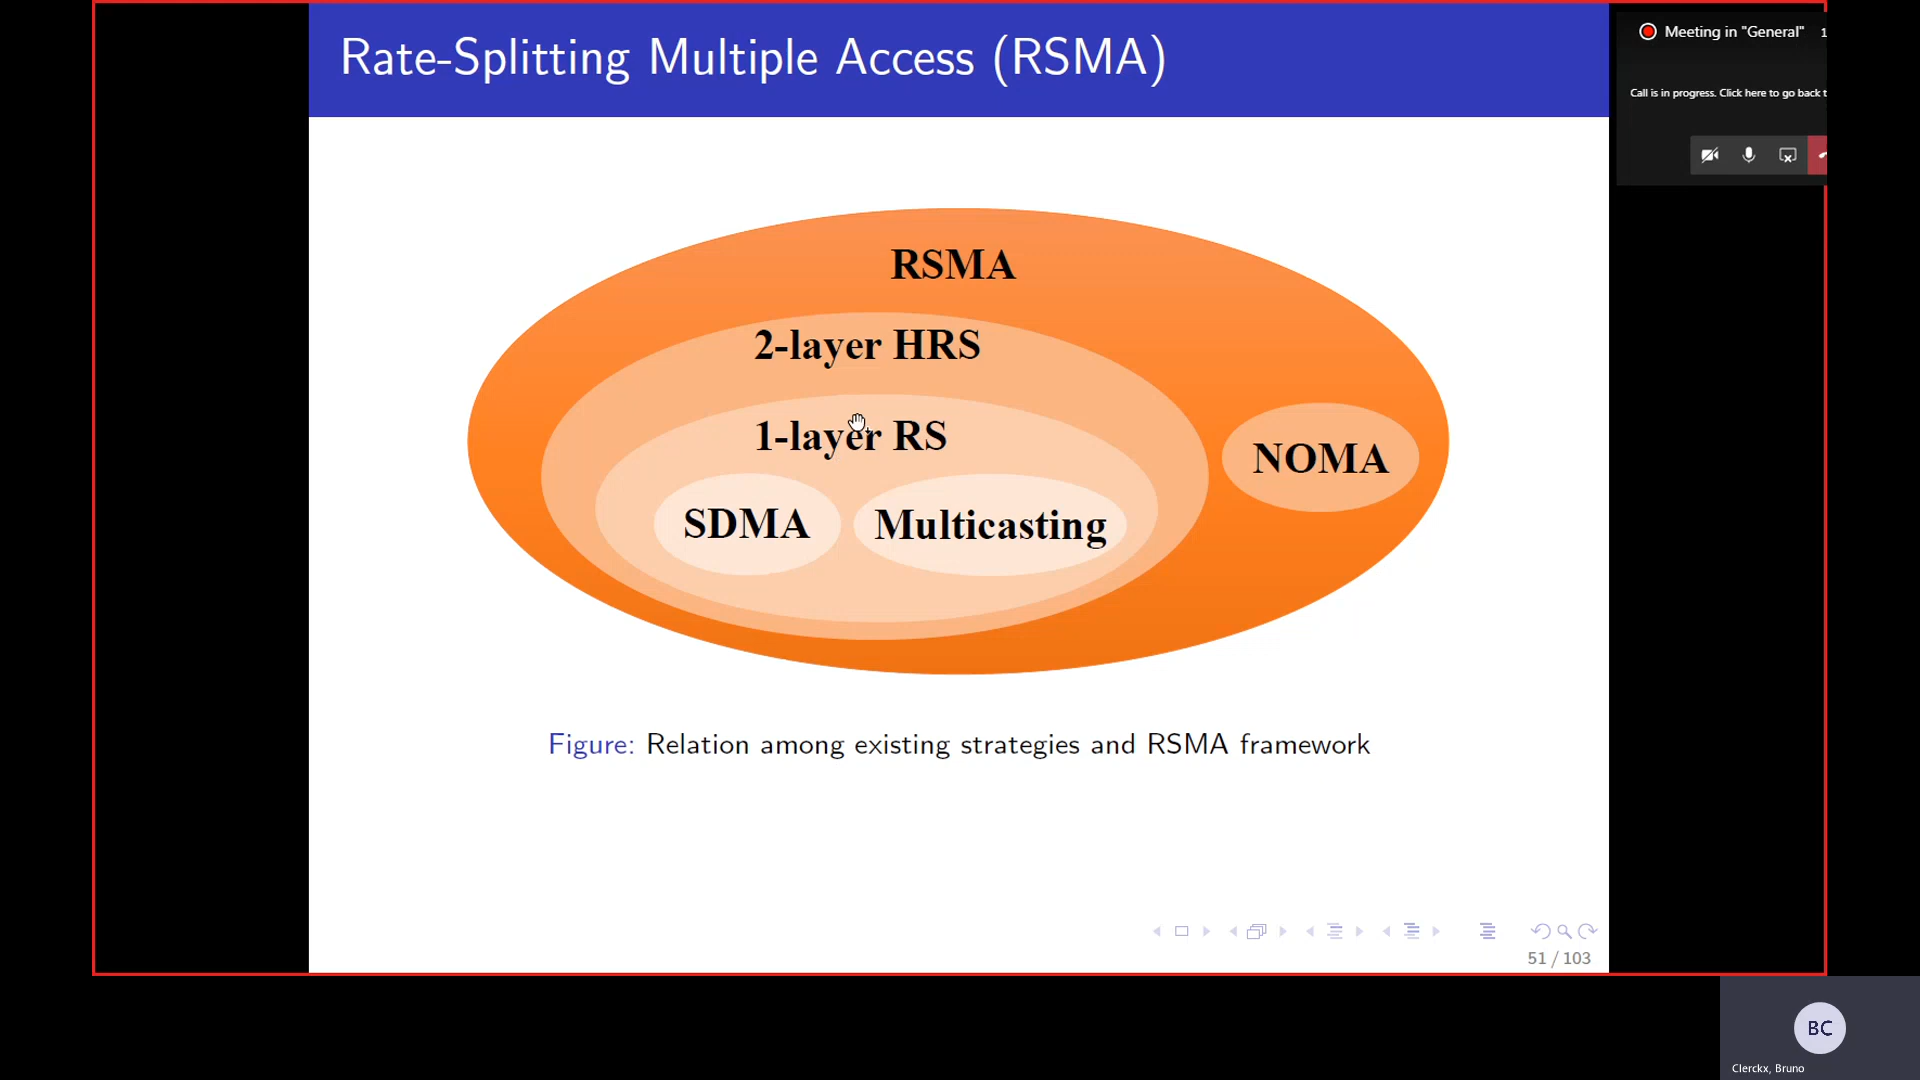 Rate-Splitting Multiple Access (RSMA)
Meeting in "General" 1
Call is in progress. Click here to go back t
RSMA
2-layer HRS
1-layer RS
NOMA
SDMA Multicasting
Figure: Relation among existing strategies and RSMA framework
51 / 103
BC
Clerckx, Bruno